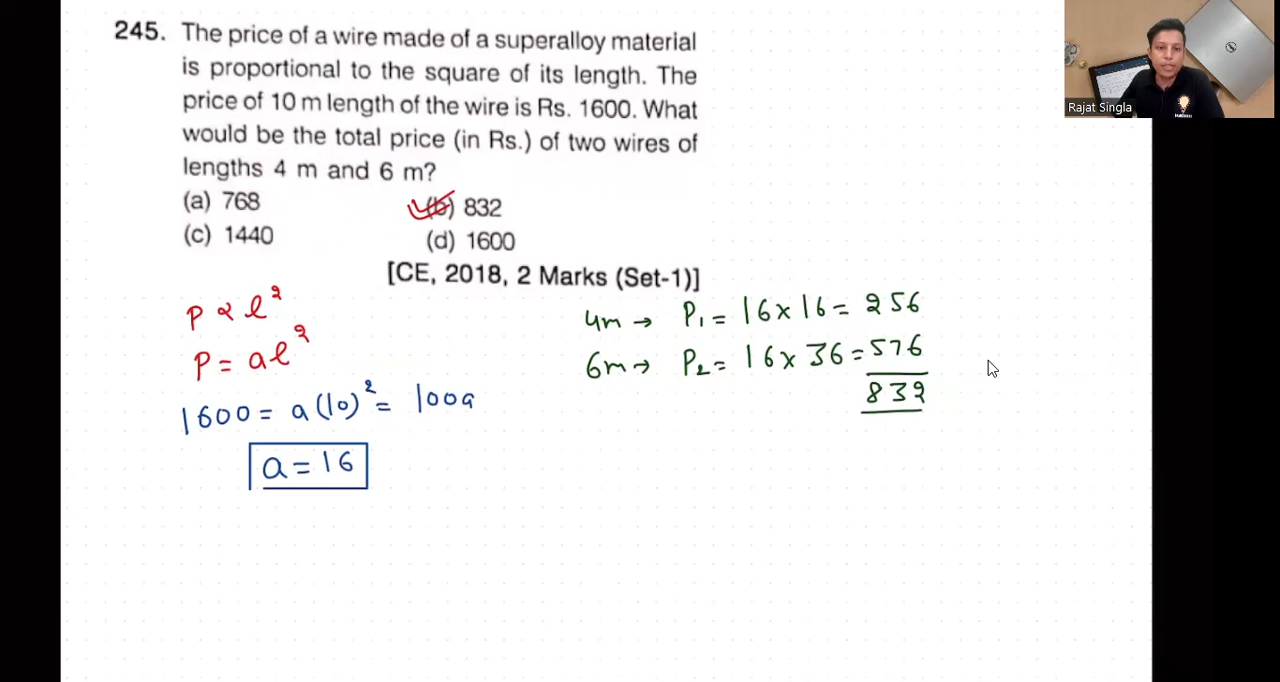 245. The price of a wire made of a superalloy material
is proportional to the square of its length. The
price of 10 m length of the wire is Rs. 1600. What
would be the total price (in Rs.) of two wires of
lengths 4 m and 6 m?
(a) 768 (b) 832
(c) 1440 (d) 1600
[CE, 2018, 2 Marks (Set-1)]
P ∝ l²
P = al²
1600 = a(10)² = 100a
a = 16
4m → P₁ = 16 x 16 = 256
6m → P₂ = 16 x 36 = 576
832
Rajat Singla